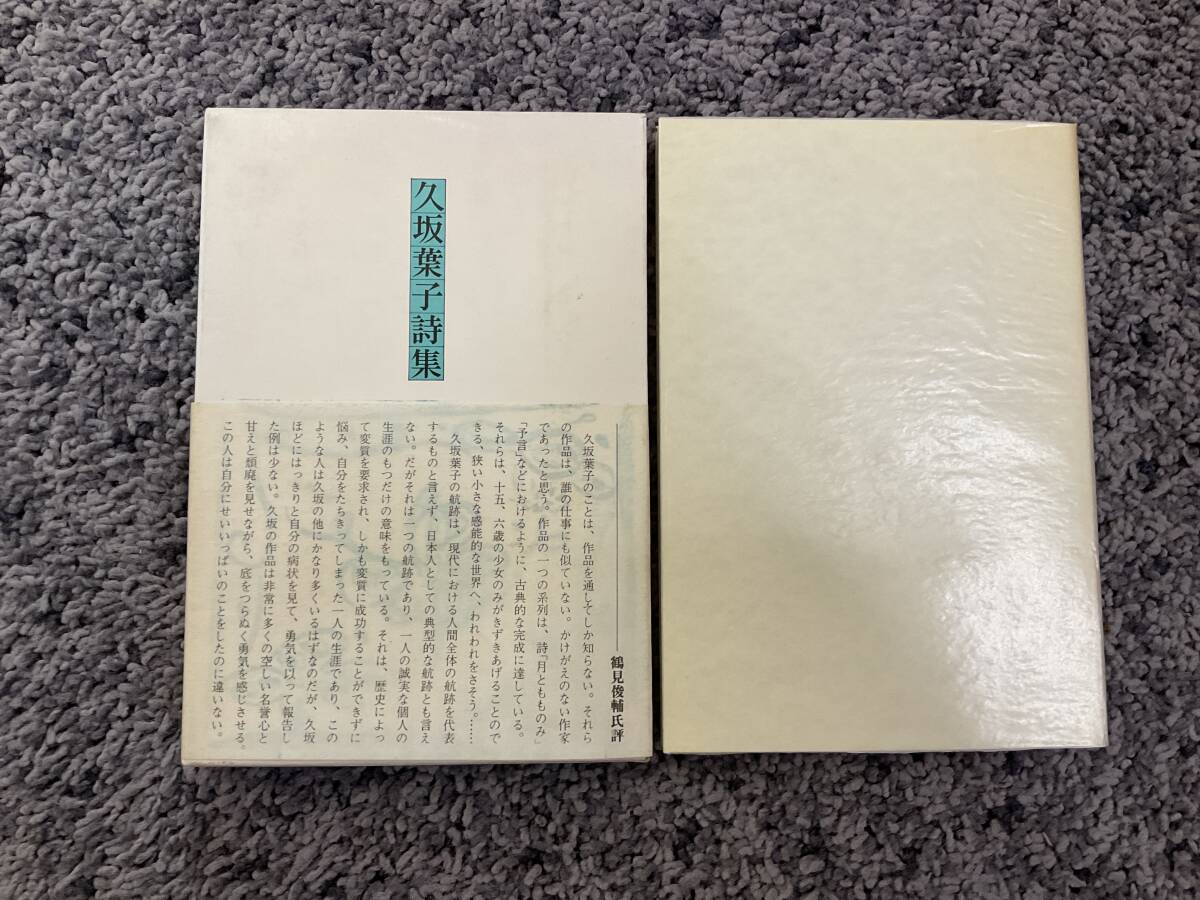 久坂葉子詩集
鶴見俊輔氏評
久坂葉子のことは、作品を通してしか知らない。それら
の作品は、誰の仕事にも似ていない。かけがえのない作家
であったと思う。作品の一つの系列は、詩『月とものみ』
『予言』などにおけるように、古典的な完成に達している。
それらは、十五、六歳の少女のみがきずきあげることので
きる、狭い小さな感能的な世界へ、われわれをさそう。……
久坂葉子の航跡は、現代における人間全体の航跡を代表
するものと言えず、日本人としての典型的な航跡とも言え
ない。だがそれは一つの航跡であり、一人の誠実な個人の
生涯のもつだけの意味をもっている。それは、歴史によっ
て変質を要求され、しかも変質に成功することができずに
悩み、自分をたちきってしまった一人の生涯であり、この
ような人は久坂の他にかなり多くいるはずなのだが、久坂
ほどにはっきりと自分の病状を見て、勇気を以って報告し
た例は少ない。久坂の作品は非常に多くの空しい名誉心と
甘えと頽廃を見せながら、底をつらぬく勇気を感じさせる。
この人は自分にせいいっぱいのことをしたのに違いない。